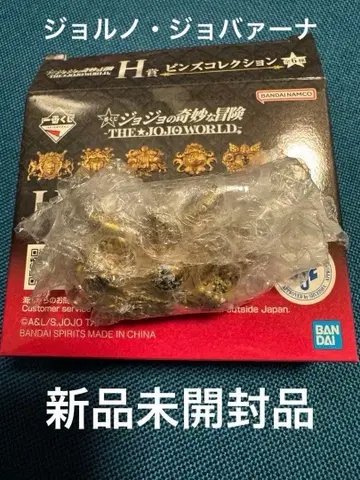 ジョルノ・ジョバァーナ
H賞 ピンズコレクション
BANDAI NAMCO
一番くじ
ジョジョの奇妙な冒険
-THE★JOJO WORLD-
Customer service
outside Japan.
©A&L/S,JOJO
BANDAI SPIRITS MADE IN CHINA
BAN
DAI
新品未開封品